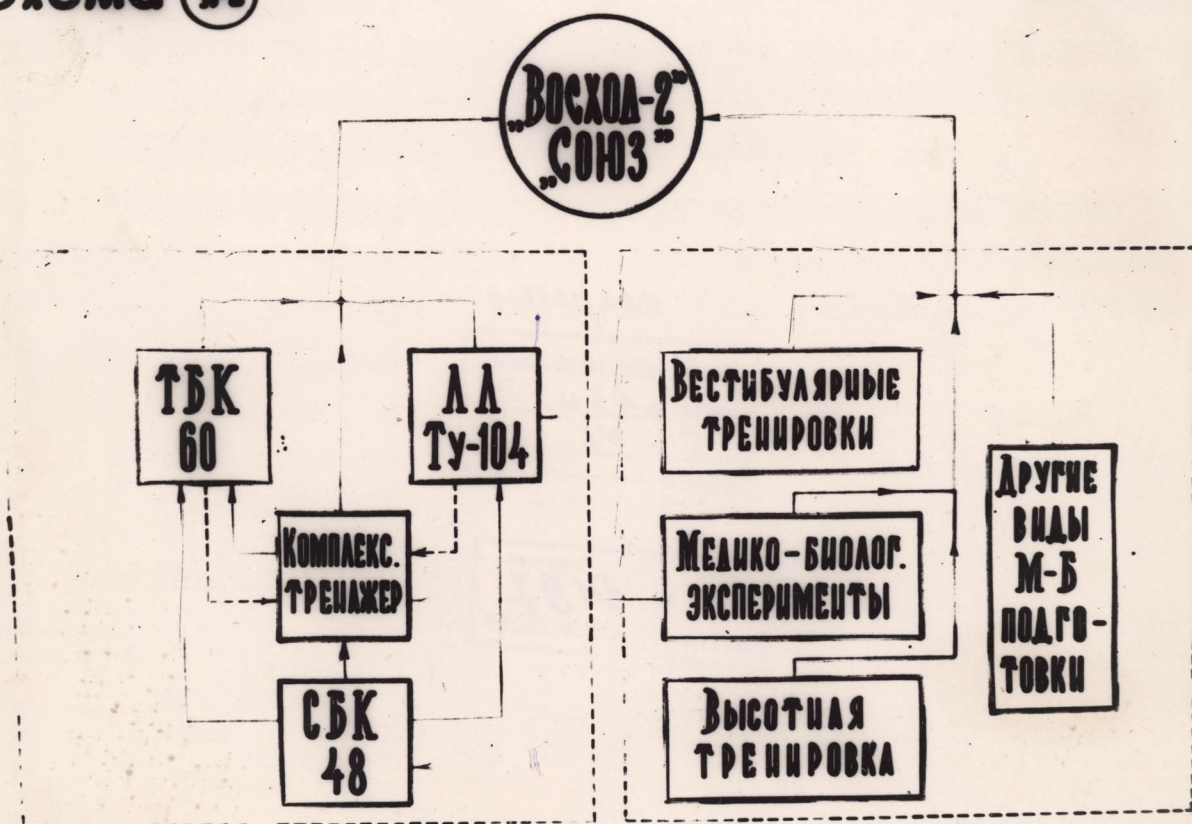 „ВОСХОД-2”
„СОЮЗ”
ТБК
60
ЛЛ
ТУ-104
КОМПЛЕКС.
ТРЕНАЖЕР
СБК
48
ВЕСТИБУЛЯРНЫЕ
ТРЕНИРОВКИ
МЕДИКО-БИОЛОГ.
ЭКСПЕРИМЕНТЫ
ВЫСОТНАЯ
ТРЕНИРОВКА
ДРУГИЕ
ВИДЫ
М-Б
ПОДГО-
ТОВКИ